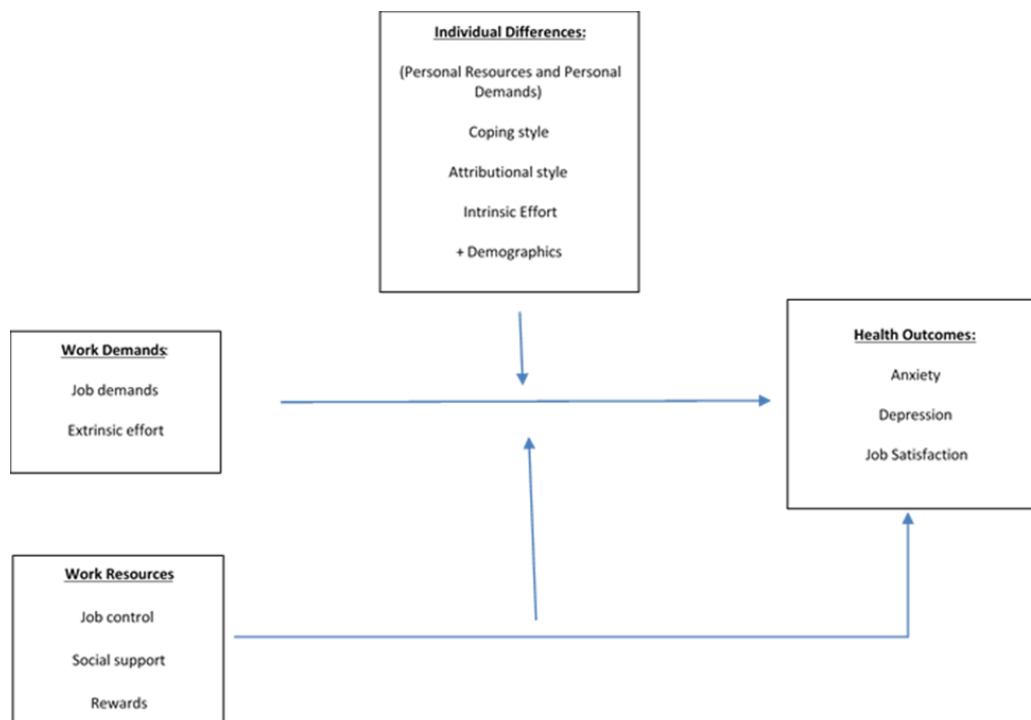 Individual Differences:
(Personal Resources and Personal
Demands)
Coping style
Attributional style
Intrinsic Effort
+ Demographics
Work Demands:
Job demands
Extrinsic effort
Health Outcomes:
Anxiety
Depression
Job Satisfaction
Work Resources
Job control
Social support
Rewards